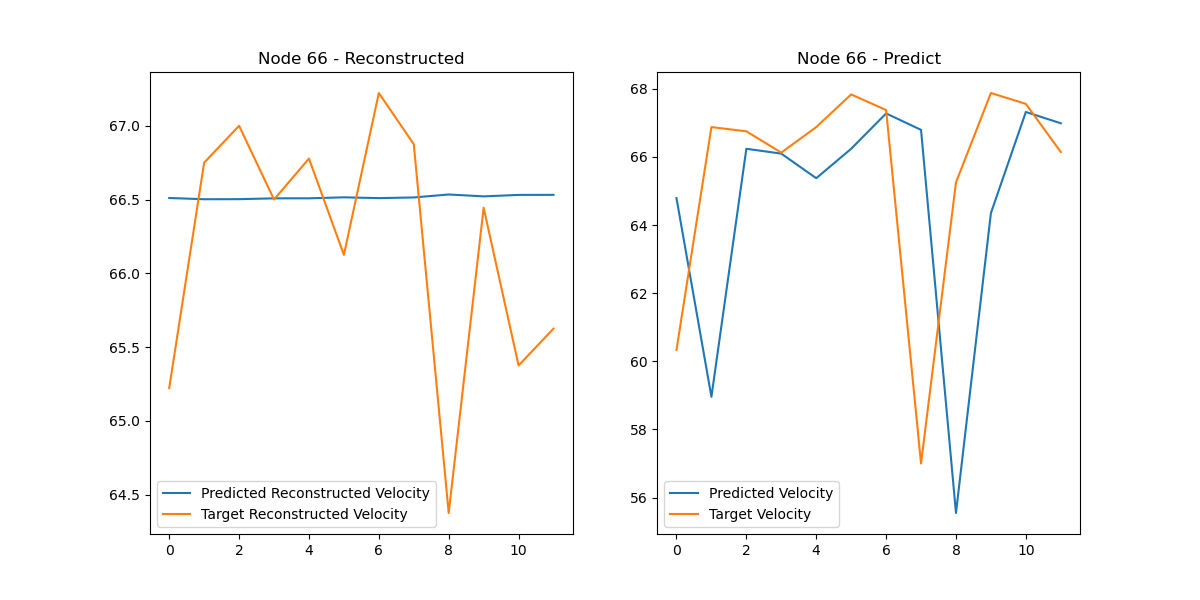 Node 66 - Reconstructed
67.0
66.5
66.0
65.5
65.0
64.5
0 2 4 6 8 10
Predicted Reconstructed Velocity
Target Reconstructed Velocity
Node 66 - Predict
68
66
64
62
60
58
56
0 2 4 6 8 10
Predicted Velocity
Target Velocity